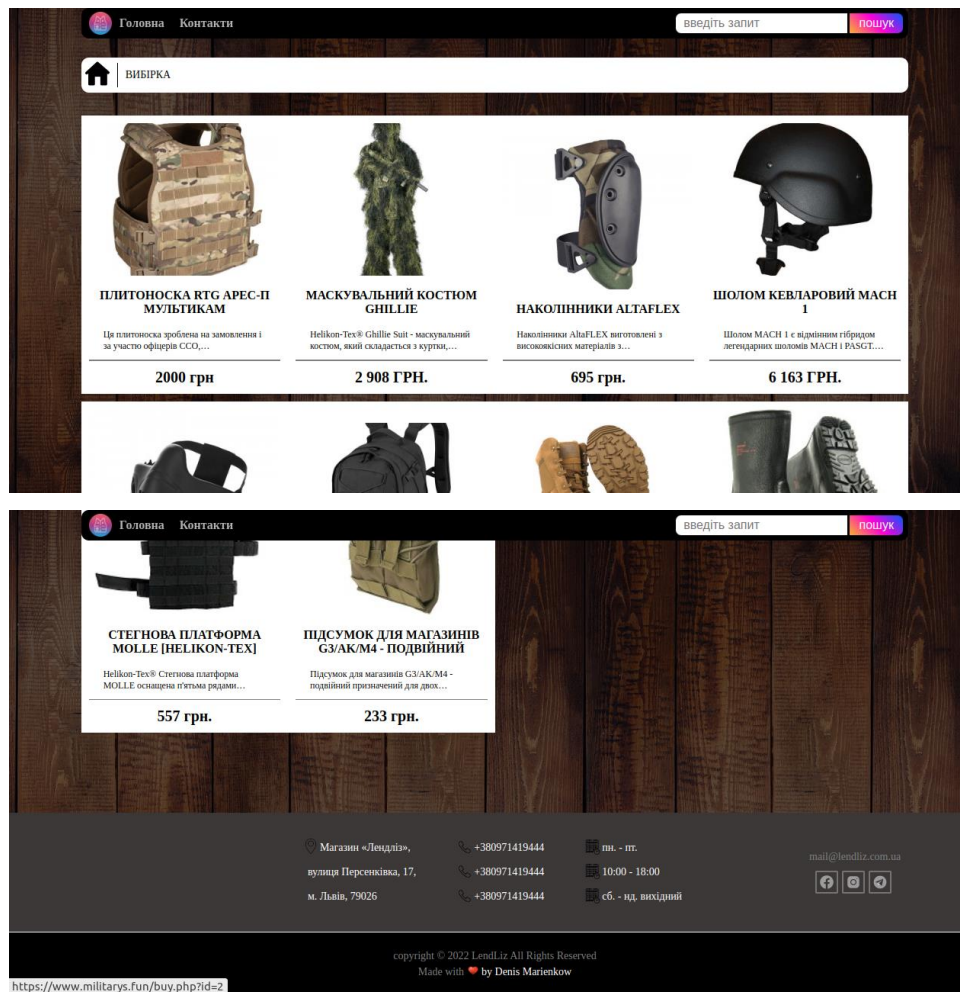 Головна Контакти введіть запит пошук
ВИБІРКА
ПЛИТОНОСКА RTG АРЕС-П
МУЛЬТИКАМ
Ця плитоноска зроблена на замовлення і
за участю офіцерів ССО,…
2000 грн
МАСКУВАЛЬНИЙ КОСТЮМ
GHILLIE
Helikon-Tex® Ghillie Suit - маскувальний
костюм, який складається з куртки,…
2 908 ГРН.
НАКОЛІННИКИ ALTAFLEX
Наколінники AltaFLEX виготовлені з
високоякісних матеріалів з…
695 грн.
ШОЛОМ КЕВЛАРОВИЙ MACH
1
Шолом MACH 1 є відмінним гібридом
легендарних шоломів MACH і PASGT.…
6 163 ГРН.
Головна Контакти введіть запит пошук
СТЕГНОВА ПЛАТФОРМА
MOLLE [HELIKON-TEX]
Helikon-Tex® Стегнова платформа
MOLLE оснащена п'ятьма рядами…
557 грн.
ПІДСУМОК ДЛЯ МАГАЗИНІВ
G3/AK/M4 - ПОДВІЙНИЙ
Підсумок для магазинів G3/AK/M4 -
подвійний призначений для двох…
233 грн.
Магазин «Лендліз»,
вулиця Персенківка, 17,
м. Львів, 79026
+380971419444
+380971419444
+380971419444
пн. - пт.
10:00 - 18:00
сб. - нд. вихідний
mail@lendliz.com.ua
copyright © 2022 LendLiz All Rights Reserved
Made with ❤ by Denis Marienkow
https://www.militarys.fun/buy.php?id=2